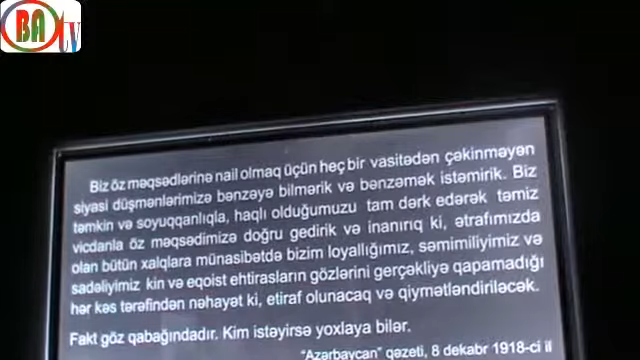 BA TV
Biz öz məqsədlərinə nail olmaq üçün heç bir vasitədən çəkinməyən
siyasi düşmənlərimizə bənzəyə bilmərik və bənzəmək istəmirik. Biz
təmkin və soyuqqanlıqla, haqlı olduğumuzu tam dərk edərək təmiz
vicdanla öz məqsədimizə doğru gedirik və inanırıq ki, ətrafımızda
olan bütün xalqlara münasibətdə bizim loyallığımız, səmimiliyimiz və
sadəliyimiz kin və eqoist ehtirasların gözlərini gerçəkliyə qapamadığı
hər kəs tərəfindən nəhayət ki, etiraf olunacaq və qiymətləndiriləcək.
Fakt göz qabağındadır. Kim istəyirsə yoxlaya bilər.
"Azərbaycan" qəzeti, 8 dekabr 1918-ci il